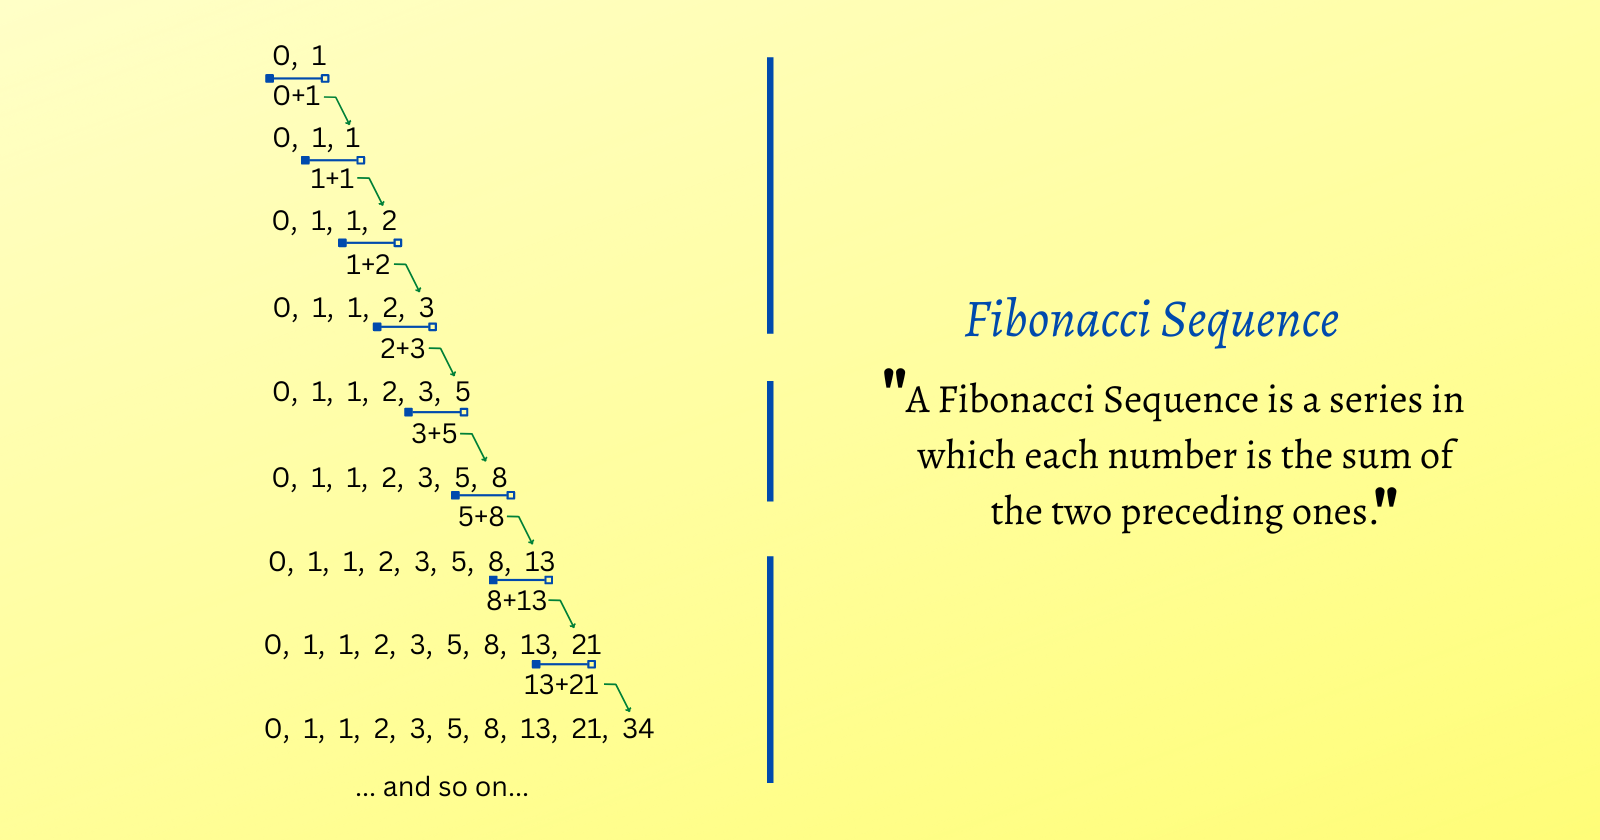 0, 1
0+1
0, 1, 1
1+1
0, 1, 1, 2
1+2
0, 1, 1, 2, 3
2+3
0, 1, 1, 2, 3, 5
3+5
0, 1, 1, 2, 3, 5, 8
5+8
0, 1, 1, 2, 3, 5, 8, 13
8+13
0, 1, 1, 2, 3, 5, 8, 13, 21
13+21
0, 1, 1, 2, 3, 5, 8, 13, 21, 34
... and so on...
Fibonacci Sequence
"A Fibonacci Sequence is a series in
which each number is the sum of
the two preceding ones."